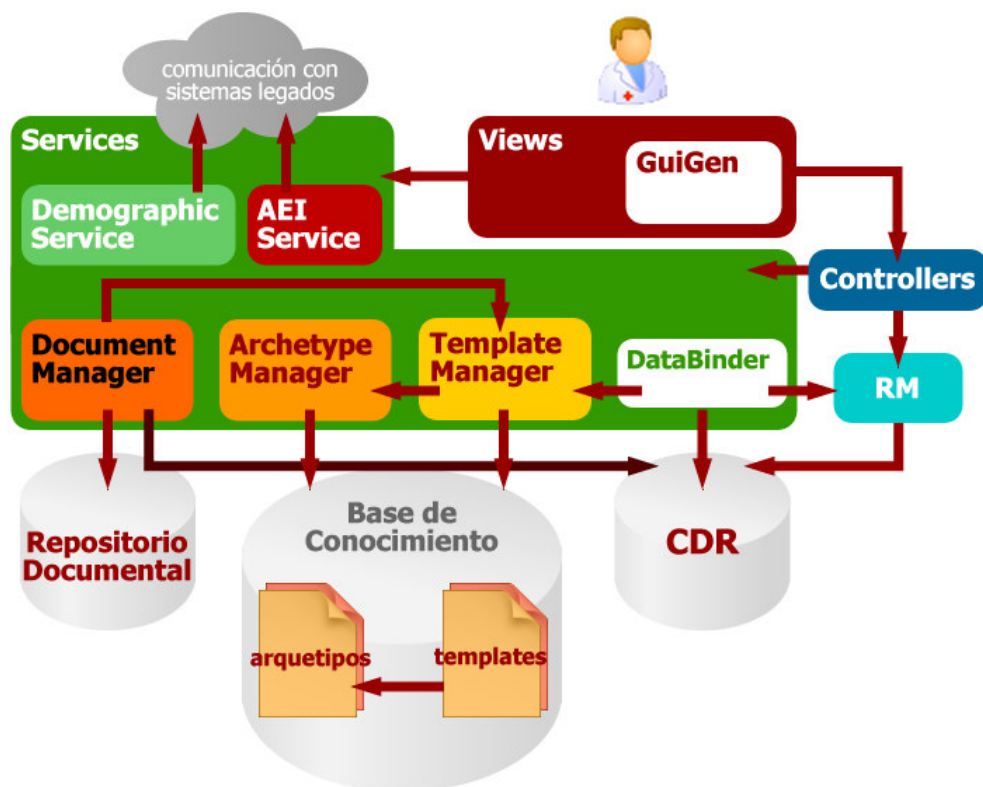 comunicación con
sistemas legados
Services
Views
GuiGen
Demographic
Service
AEI
Service
Controllers
Document
Manager
Archetype
Manager
Template
Manager
DataBinder
RM
Repositorio
Documental
Base de
Conocimiento
CDR
arquetipos
templates